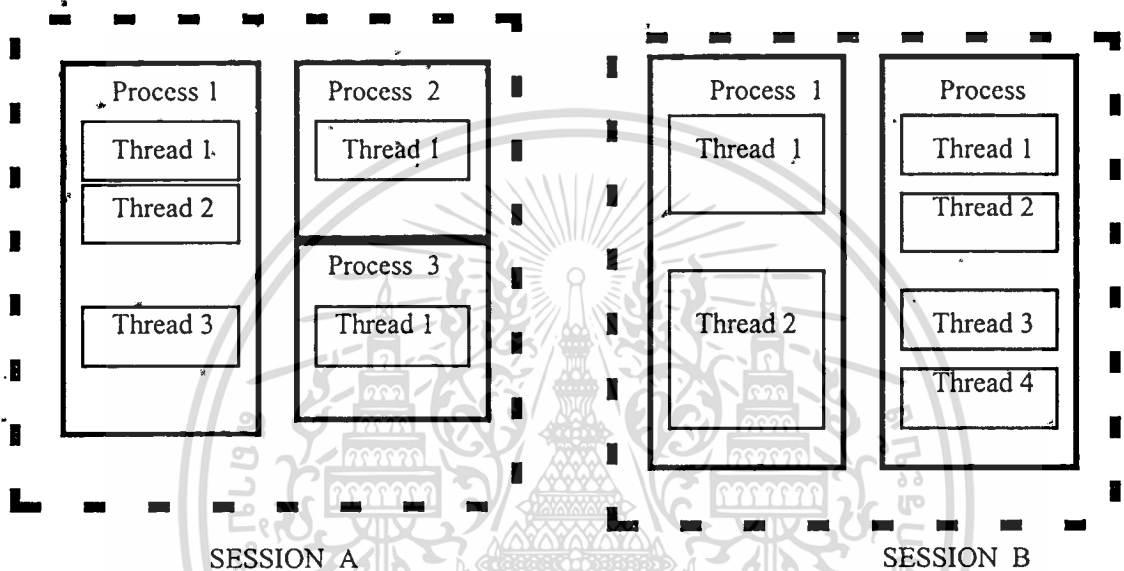 Process 1
Thread 1
Thread 2
Thread 3
Process 2
Thread 1
Process 3
Thread 1
SESSION A
Process 1
Thread 1
Thread 2
Process
Thread 1
Thread 2
Thread 3
Thread 4
SESSION B